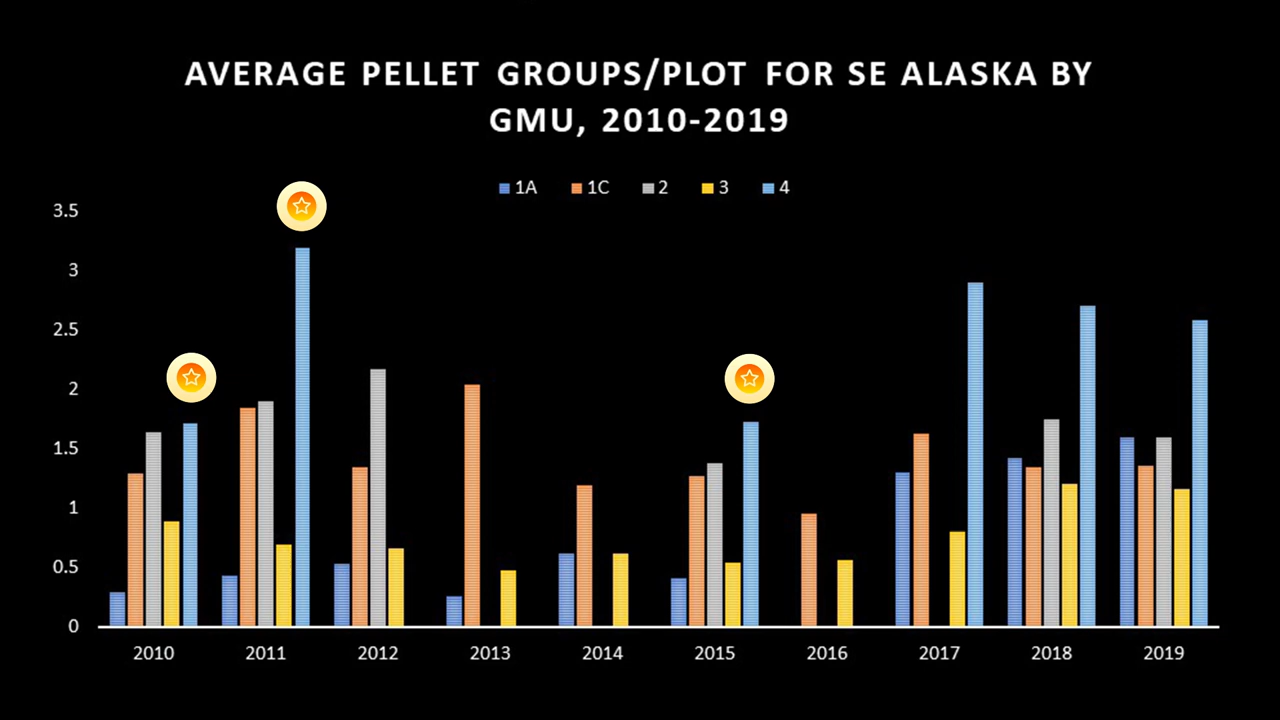 AVERAGE PELLET GROUPS/PLOT FOR SE ALASKA BY
GMU, 2010-2019
1A 1C 2 3 4
3.5
3
2.5
2
1.5
1
0.5
0
2010 2011 2012 2013 2014 2015 2016 2017 2018 2019